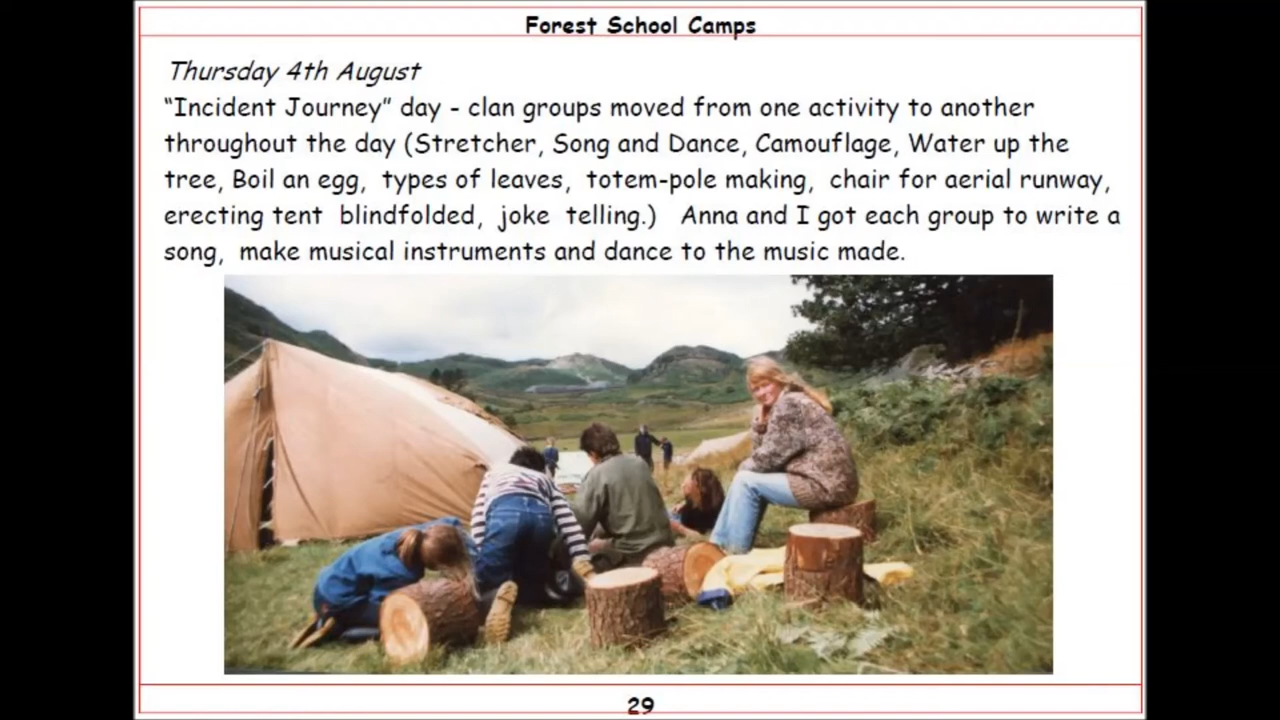 Forest School Camps
Thursday 4th August
“Incident Journey” day - clan groups moved from one activity to another
throughout the day (Stretcher, Song and Dance, Camouflage, Water up the
tree, Boil an egg, types of leaves, totem-pole making, chair for aerial runway,
erecting tent blindfolded, joke telling.) Anna and I got each group to write a
song, make musical instruments and dance to the music made.
29